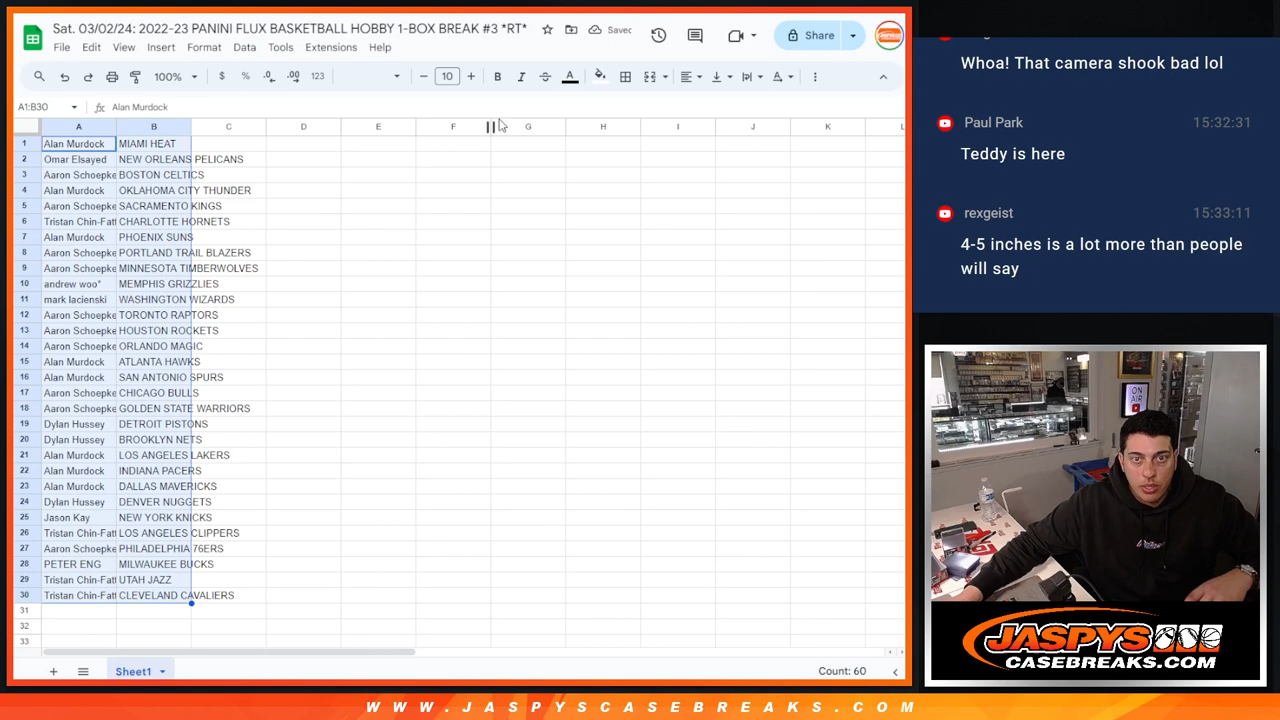 Sat. 03/02/24: 2022-23 PANINI FLUX BASKETBALL HOBBY 1-BOX BREAK #3 *RT*
Saved
File Edit View Insert Format Data Tools Extensions Help
Share
100% $ % .0 .00 123 10 B I A
A1:B30 fx Alan Murdock
A B C D E F G H I J K L
1 Alan Murdock MIAMI HEAT
2 Omar Elsayed NEW ORLEANS PELICANS
3 Aaron Schoepke BOSTON CELTICS
4 Alan Murdock OKLAHOMA CITY THUNDER
5 Aaron Schoepke SACRAMENTO KINGS
6 Tristan Chin-Fatt CHARLOTTE HORNETS
7 Alan Murdock PHOENIX SUNS
8 Aaron Schoepke PORTLAND TRAIL BLAZERS
9 Aaron Schoepke MINNESOTA TIMBERWOLVES
10 andrew woo* MEMPHIS GRIZZLIES
11 mark lacienski WASHINGTON WIZARDS
12 Aaron Schoepke TORONTO RAPTORS
13 Aaron Schoepke HOUSTON ROCKETS
14 Aaron Schoepke ORLANDO MAGIC
15 Alan Murdock ATLANTA HAWKS
16 Alan Murdock SAN ANTONIO SPURS
17 Aaron Schoepke CHICAGO BULLS
18 Aaron Schoepke GOLDEN STATE WARRIORS
19 Dylan Hussey DETROIT PISTONS
20 Dylan Hussey BROOKLYN NETS
21 Alan Murdock LOS ANGELES LAKERS
22 Alan Murdock INDIANA PACERS
23 Alan Murdock DALLAS MAVERICKS
24 Dylan Hussey DENVER NUGGETS
25 Jason Kay NEW YORK KNICKS
26 Tristan Chin-Fatt LOS ANGELES CLIPPERS
27 Aaron Schoepke PHILADELPHIA 76ERS
28 PETER ENG MILWAUKEE BUCKS
29 Tristan Chin-Fatt UTAH JAZZ
30 Tristan Chin-Fatt CLEVELAND CAVALIERS
31
32
33
Sheet1
Count: 60
Whoa! That camera shook bad lol
Paul Park 15:32:31
Teddy is here
rexgeist 15:33:11
4-5 inches is a lot more than people
will say
ON
AIR
JASPYS
CASEBREAKS.COM
WWW.JASPYSCASEBREAKS.COM